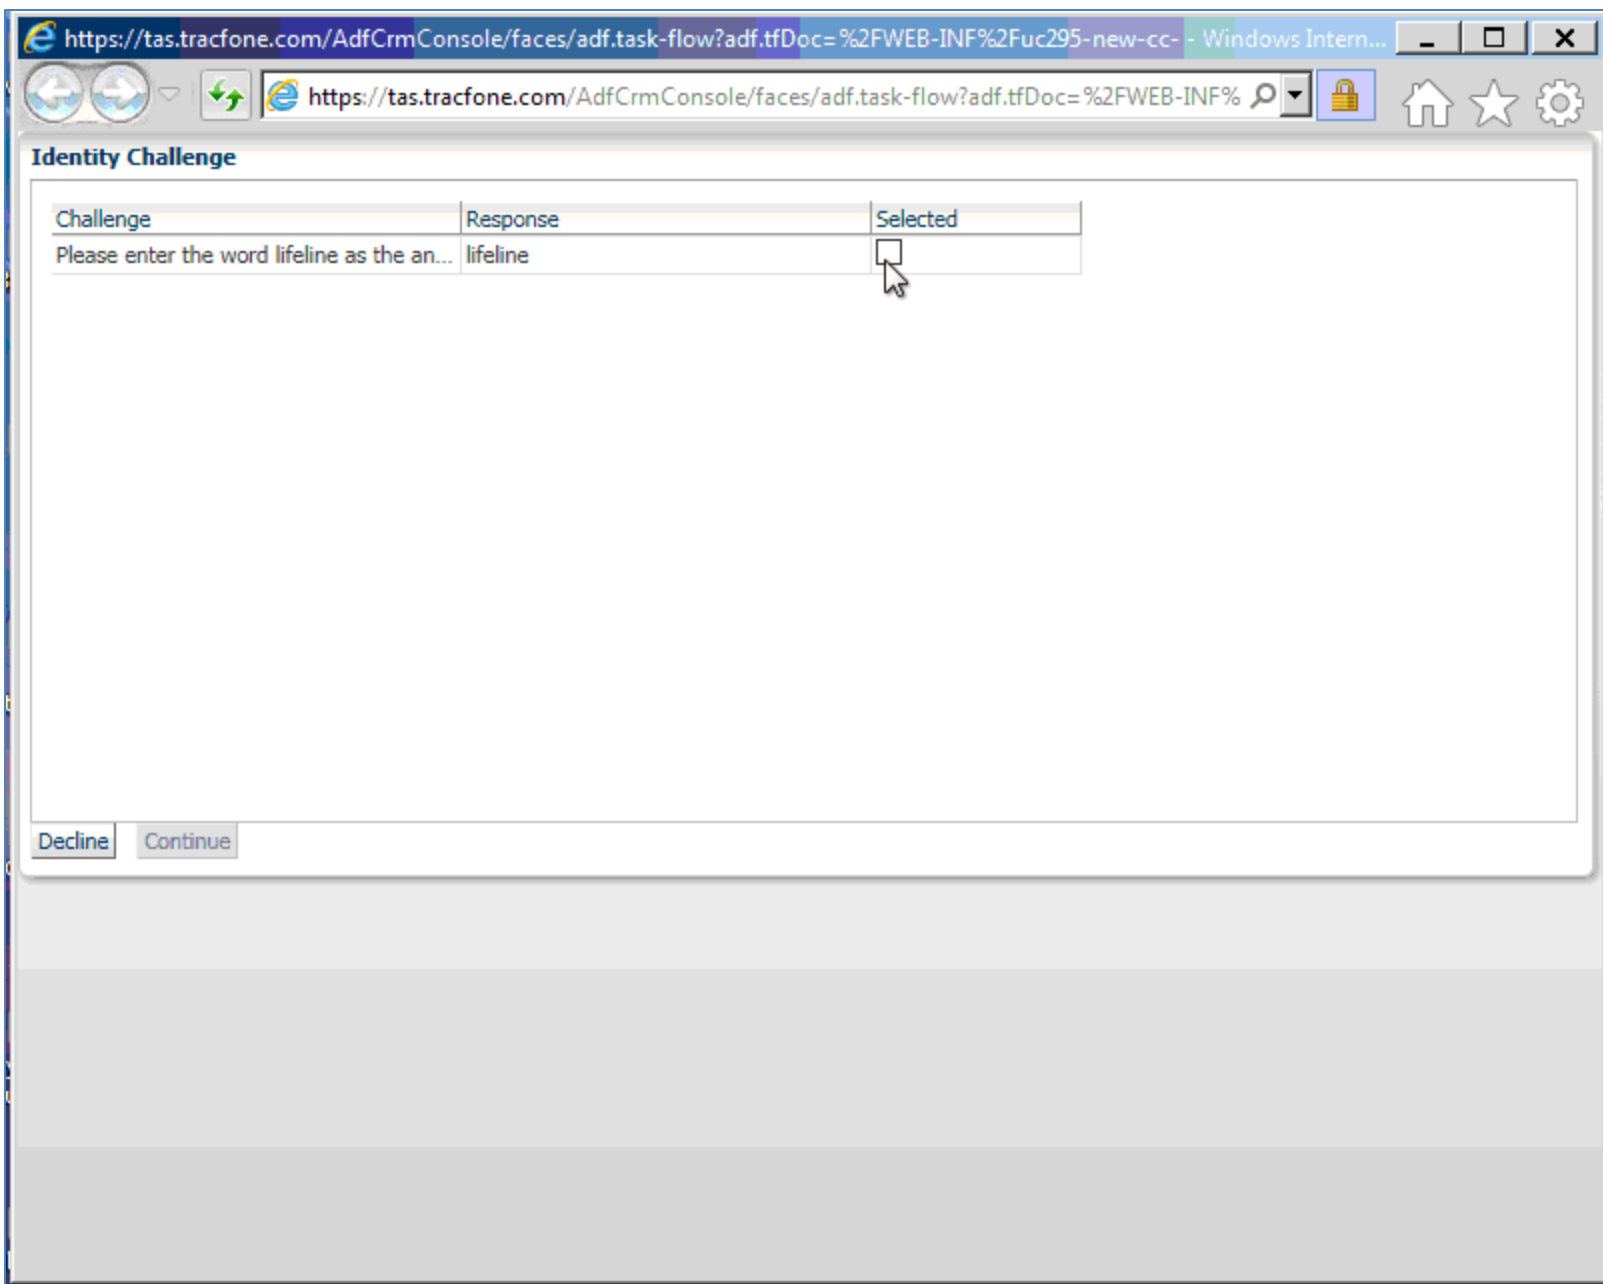 https://tas.tracfone.com/AdfCrmConsole/faces/adf.task-flow?adf.tfDoc=%2FWEB-INF%2Fuc295-new-cc- - Windows Intern...
https://tas.tracfone.com/AdfCrmConsole/faces/adf.task-flow?adf.tfDoc=%2FWEB-INF%
Identity Challenge
Challenge Response Selected
Please enter the word lifeline as the an... lifeline
Decline Continue